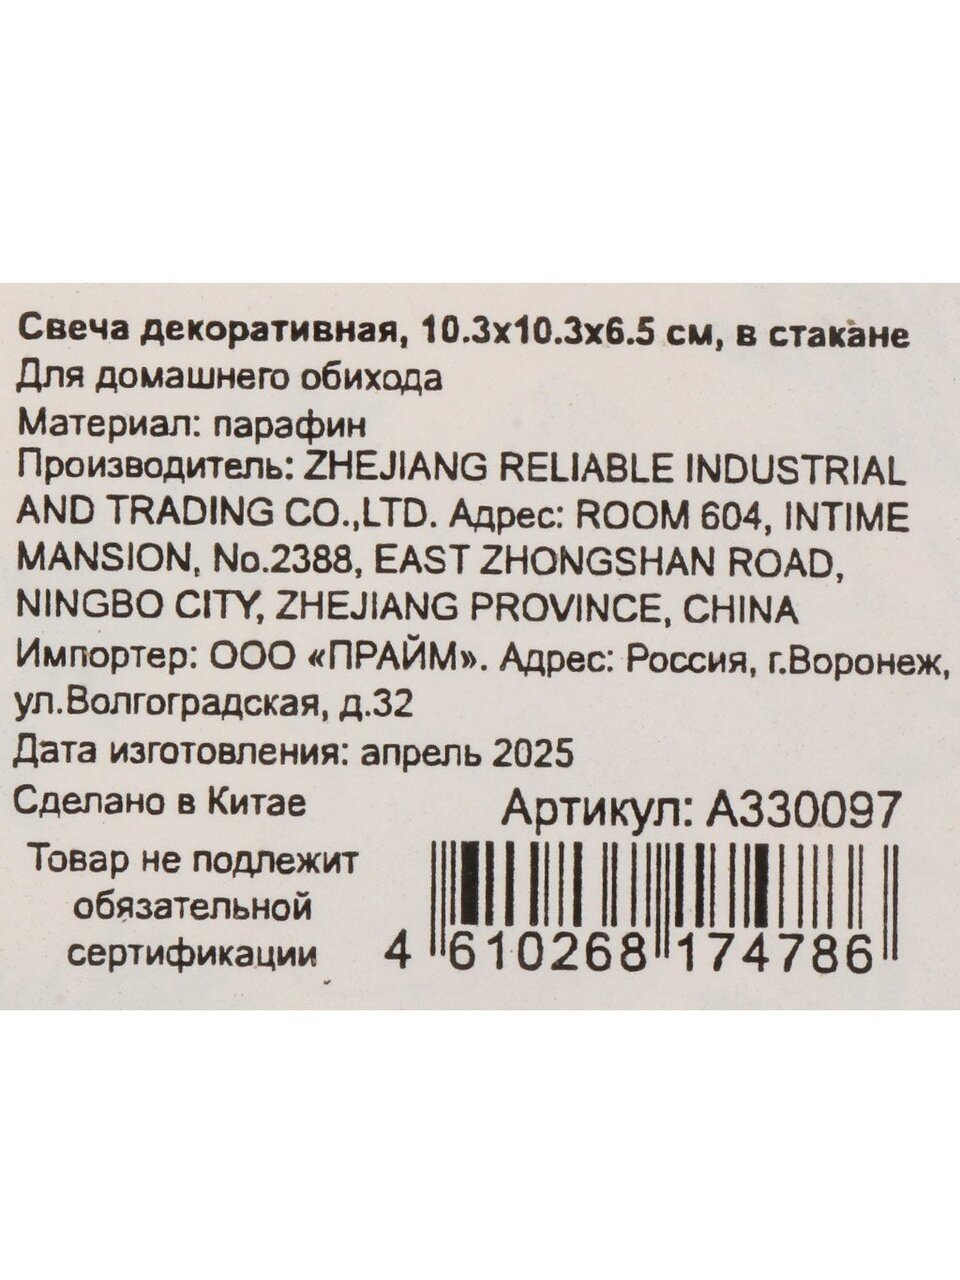 Свеча декоративная, 10.3x10.3x6.5 см, в стакане
Для домашнего обихода
Материал: парафин
Производитель: ZHEJIANG RELIABLE INDUSTRIAL
AND TRADING CO.,LTD. Адрес: ROOM 604, INTIME
MANSION, No.2388, EAST ZHONGSHAN ROAD,
NINGBO CITY, ZHEJIANG PROVINCE, CHINA
Импортер: ООО «ПРАЙМ». Адрес: Россия, г.Воронеж,
ул.Волгоградская, д.32
Дата изготовления: апрель 2025
Сделано в Китае
Артикул: А330097
Товар не подлежит
обязательной
сертификации
4 610268 174786